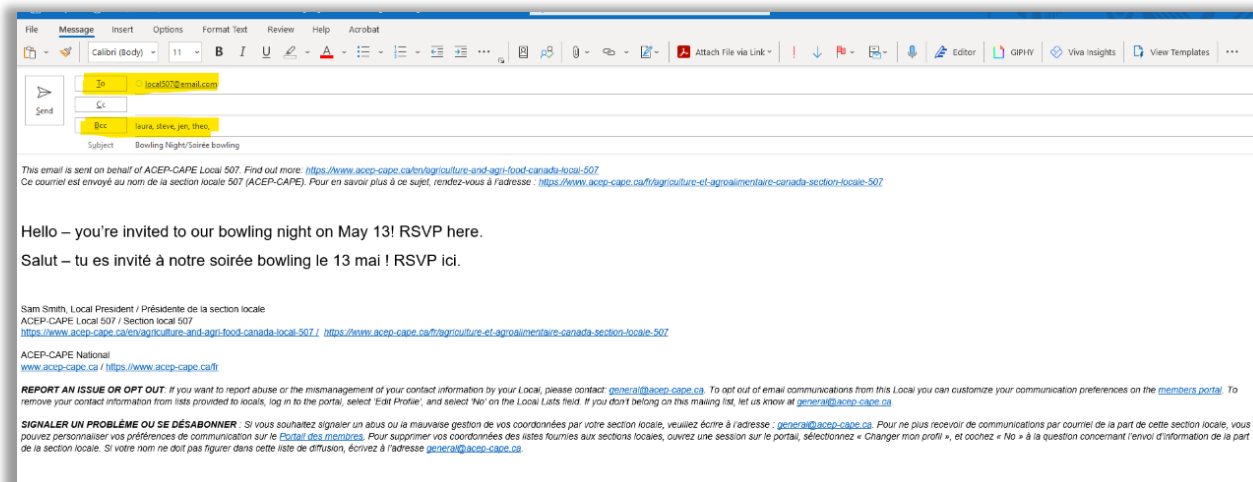 File Message Insert Options Format Text Review Help Acrobat
Calibri (Body) 11 B I U A ... Attach File via Link Editor GIPHY Viva Insights View Templates ...
Send
To local507@email.com
Cc
Bcc laura, steve, jen, theo,
Subject Bowling Night/Soirée bowling
This email is sent on behalf of ACEP-CAPE Local 507. Find out more: https://www.acep-cape.ca/en/agriculture-and-agri-food-canada-local-507
Ce courriel est envoyé au nom de la section locale 507 (ACEP-CAPE). Pour en savoir plus à ce sujet, rendez-vous à l'adresse : https://www.acep-cape.ca/fr/agriculture-et-agroalimentaire-canada-section-locale-507
Hello – you're invited to our bowling night on May 13! RSVP here.
Salut – tu es invité à notre soirée bowling le 13 mai ! RSVP ici.
Sam Smith, Local President / Présidente de la section locale
ACEP-CAPE Local 507 / Section local 507
https://www.acep-cape.ca/en/agriculture-and-agri-food-canada-local-507 / https://www.acep-cape.ca/fr/agriculture-et-agroalimentaire-canada-section-locale-507
ACEP-CAPE National
www.acep-cape.ca / https://www.acep-cape.ca/fr
REPORT AN ISSUE OR OPT OUT: If you want to report abuse or the mismanagement of your contact information by your Local, please contact: general@acep-cape.ca. To opt out of email communications from this Local you can customize your communication preferences on the members portal. To
remove your contact information from lists provided to locals, log in to the portal, select 'Edit Profile', and select 'No' on the Local Lists field. If you don't belong on this mailing list, let us know at general@acep-cape.ca.
SIGNALER UN PROBLÈME OU SE DÉSABONNER : Si vous souhaitez signaler un abus ou la mauvaise gestion de vos coordonnées par votre section locale, veuillez écrire à l'adresse : general@acep-cape.ca. Pour ne plus recevoir de communications par courriel de la part de cette section locale, vous
pouvez personnaliser vos préférences de communication sur le Portail des membres. Pour supprimer vos coordonnées des listes fournies aux sections locales, ouvrez une session sur le portail, sélectionnez « Changer mon profil », et cochez « No » à la question concernant l'envoi d'information de la part
de la section locale. Si votre nom ne doit pas figurer dans cette liste de diffusion, écrivez à l'adresse general@acep-cape.ca.